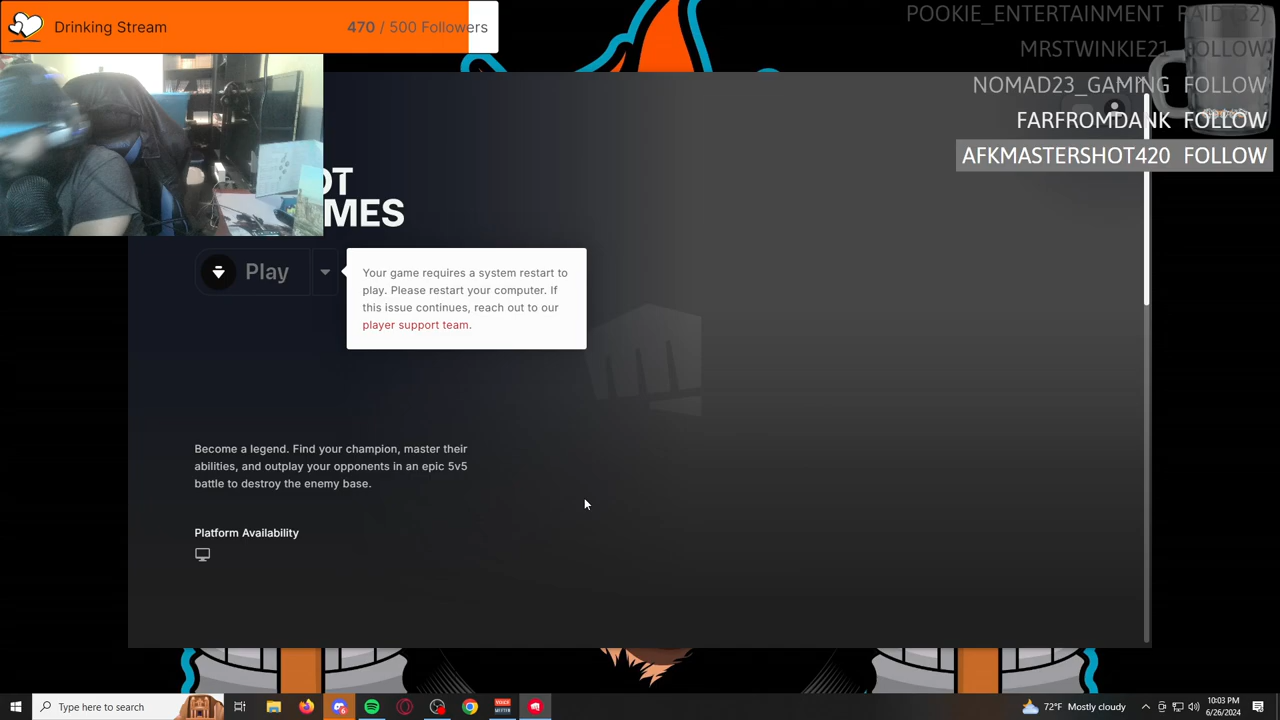 Drinking Stream
470 / 500 Followers
POOKIE_ENTERTAINMENT RAID (32)
MRSTWINKIE21 FOLLOW
NOMAD23_GAMING FOLLOW
FARFROMDANK FOLLOW
AFKMASTERSHOT420 FOLLOW
OT
MES
Play
Your game requires a system restart to
play. Please restart your computer. If
this issue continues, reach out to our
player support team.
Become a legend. Find your champion, master their
abilities, and outplay your opponents in an epic 5v5
battle to destroy the enemy base.
Platform Availability
Type here to search
72°F Mostly cloudy
10:03 PM
6/26/2024